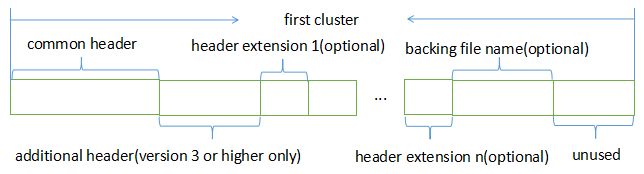 first cluster
common header
header extension 1(optional)
backing file name(optional)
...
additional header(version 3 or higher only)
header extension n(optional)
unused